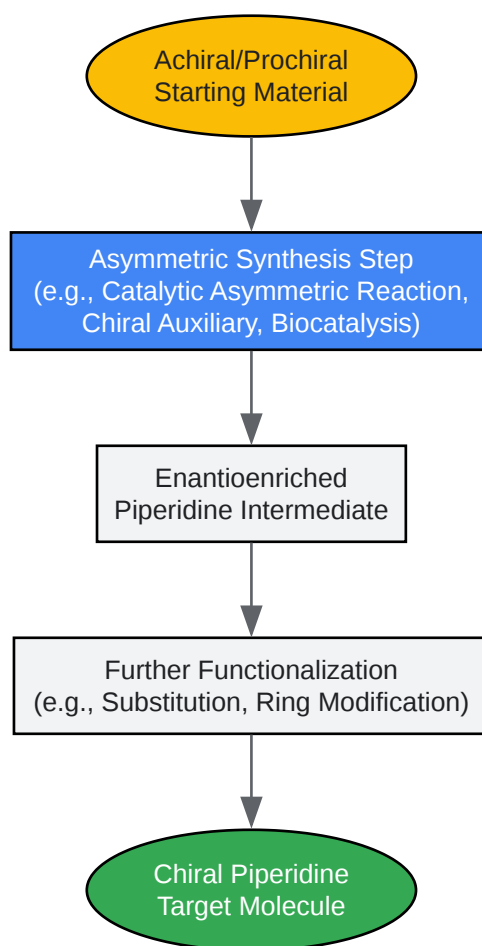 Achiral/Prochiral
Starting Material
Asymmetric Synthesis Step
(e.g., Catalytic Asymmetric Reaction,
Chiral Auxiliary, Biocatalysis)
Enantioenriched
Piperidine Intermediate
Further Functionalization
(e.g., Substitution, Ring Modification)
Chiral Piperidine
Target Molecule